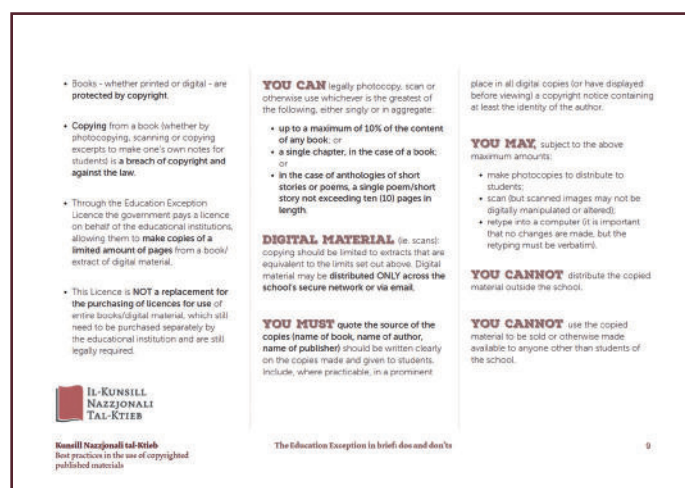 • Books - whether printed or digital - are
protected by copyright.
• Copying from a book (whether by
photocopying, scanning or copying
excerpts to make one's own notes for
students) is a breach of copyright and
against the law.
• Through the Education Exception
Licence the government pays a licence
on behalf of the educational institutions,
allowing them to make copies of a
limited amount of pages from a book/
extract of digital material.
• This Licence is NOT a replacement for
the purchasing of licences for use of
entire books/digital material, which still
need to be purchased separately by
the educational institution and are still
legally required.
IL-KUNSILL
NAZZJONALI
TAL-KTIEB
YOU CAN legally photocopy, scan or
otherwise use whichever is the greatest of
the following, either singly or in aggregate:
• up to a maximum of 10% of the content
of any book; or
• a single chapter, in the case of a book;
or
• in the case of anthologies of short
stories or poems, a single poem/short
story not exceeding ten (10) pages in
length.
DIGITAL MATERIAL (ie. scans):
copying should be limited to extracts that are
equivalent to the limits set out above. Digital
material may be distributed ONLY across the
school's secure network or via email.
YOU MUST quote the source of the
copies (name of book, name of author,
name of publisher) should be written clearly
on the copies made and given to students.
Include, where practicable, in a prominent
place in all digital copies (or have displayed
before viewing) a copyright notice containing
at least the identity of the author.
YOU MAY, subject to the above
maximum amounts:
• make photocopies to distribute to
students;
• scan (but scanned images may not be
digitally manipulated or altered);
• retype into a computer (it is important
that no changes are made, but the
retyping must be verbatim).
YOU CANNOT distribute the copied
material outside the school.
YOU CANNOT use the copied
material to be sold or otherwise made
available to anyone other than students of
the school.
Kunsill Nazzjonali tal-Ktieb
Best practices in the use of copyrighted
published materials
The Education Exception in brief: dos and don'ts
9